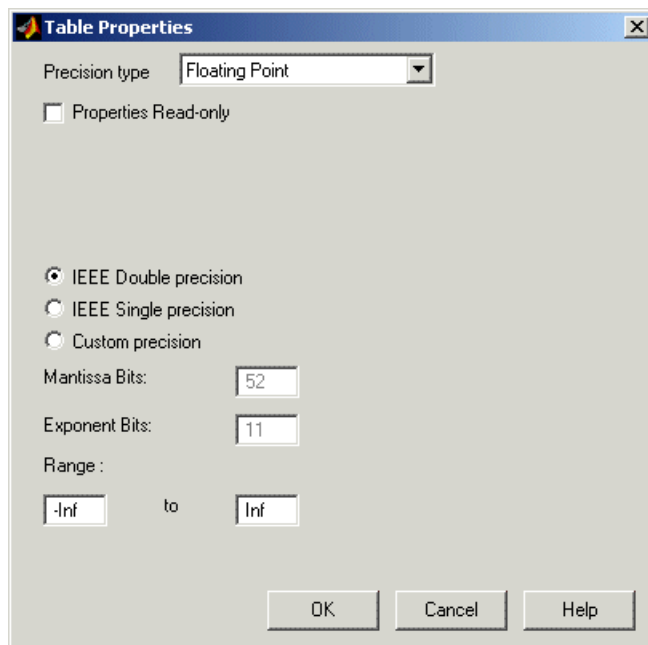 Table Properties
Precision type Floating Point
Properties Read-only
IEEE Double precision
IEEE Single precision
Custom precision
Mantissa Bits: 52
Exponent Bits: 11
Range :
-Inf to Inf
OK Cancel Help